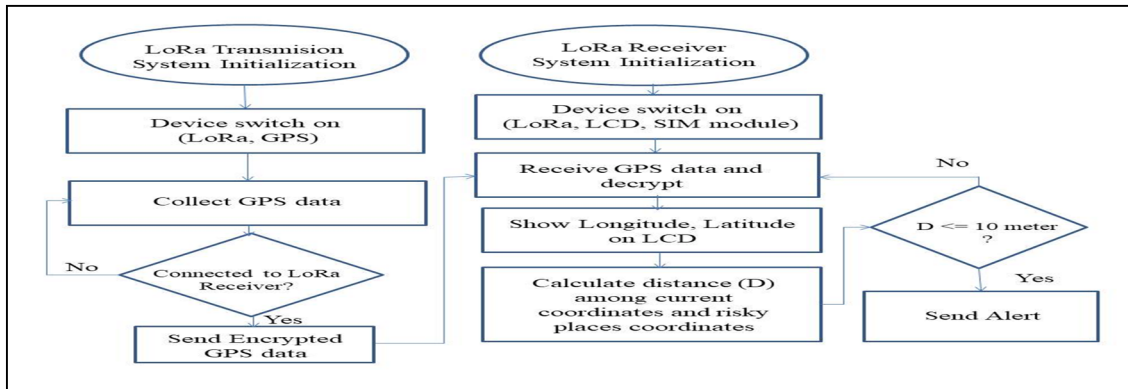 LoRa Transmision
System Initialization
Device switch on
(LoRa, GPS)
Collect GPS data
No
Connected to LoRa
Receiver?
Yes
Send Encrypted
GPS data
LoRa Receiver
System Initialization
Device switch on
(LoRa, LCD, SIM module)
Receive GPS data and
decrypt
Show Longitude, Latitude
on LCD
Calculate distance (D)
among current
coordinates and risky
places coordinates
No
D <= 10 meter
?
Yes
Send Alert